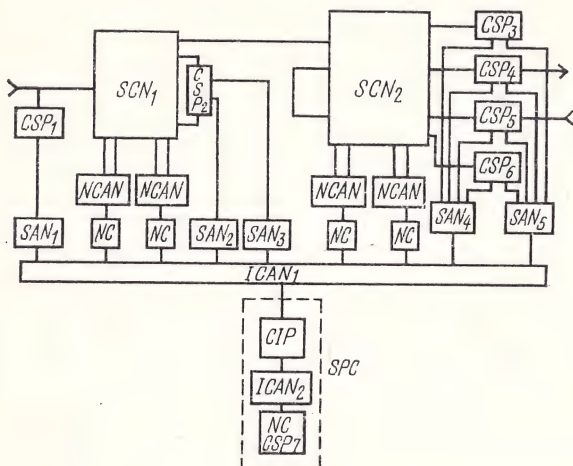 CSP₃
SCN₁
C
S
P₂
SCN₂
CSP₄
CSP₁
CSP₅
CSP₆
NCAN
NCAN
NCAN
NCAN
SAN₁
NC
NC
SAN₂
SAN₃
NC
NC
SAN₄
SAN₅
ICAN₁
CIP
SPC
ICAN₂
NC
CSP₇